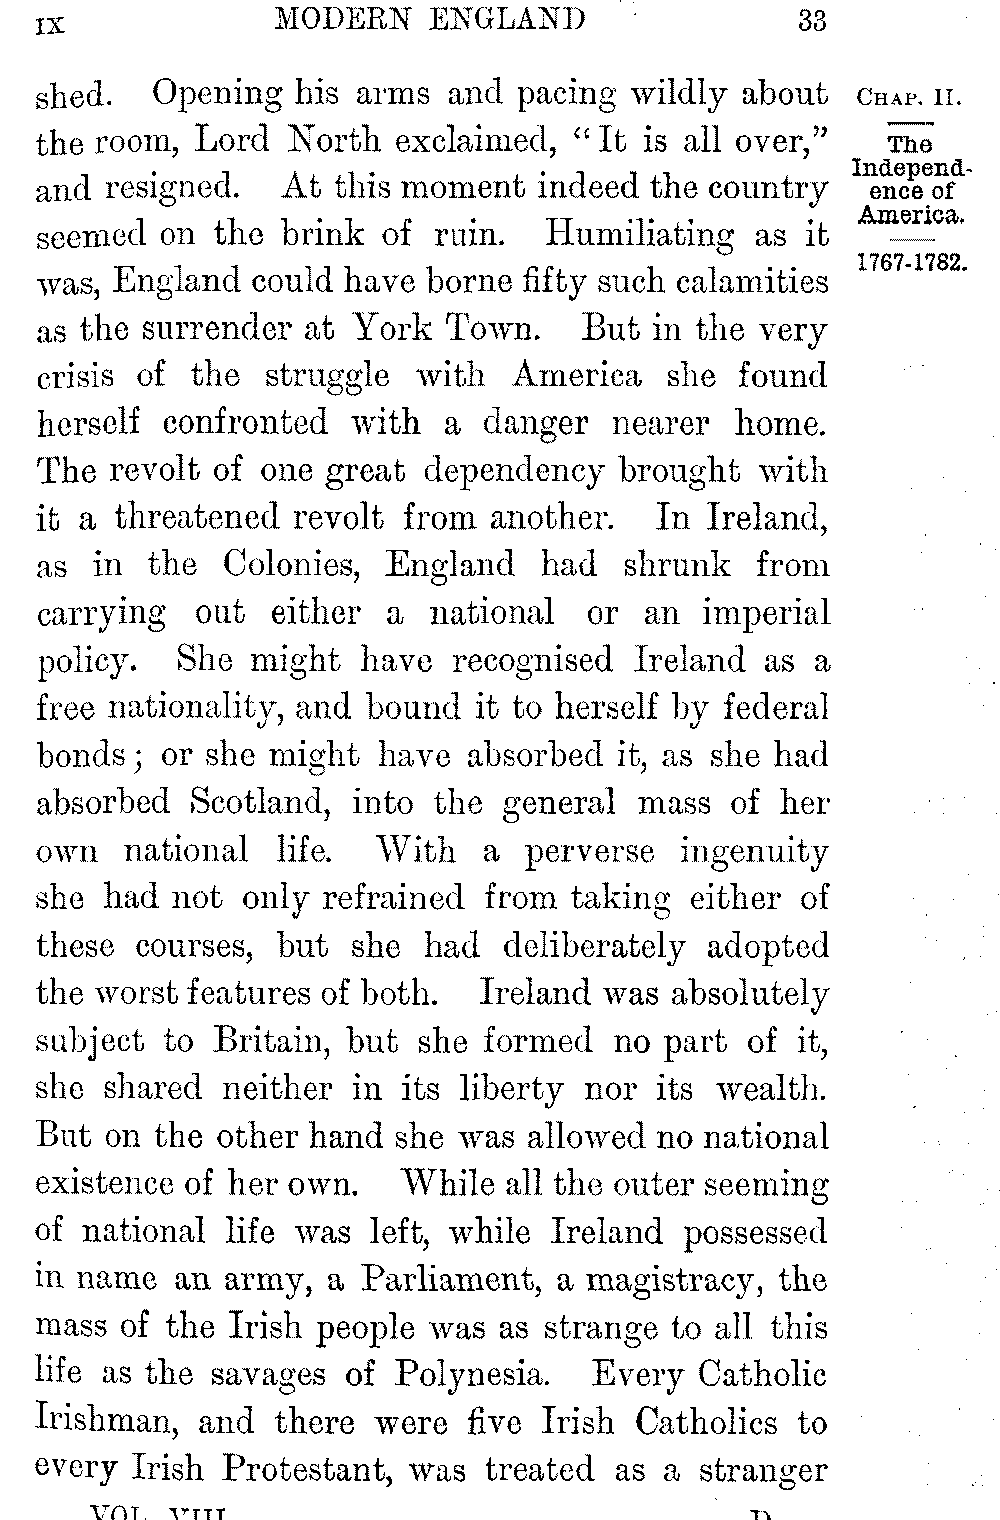 IX MODERN ENGLAND 33
shed. Opening his arms and pacing wildly about
the room, Lord North exclaimed, “It is all over,”
and resigned. At this moment indeed the country
seemed on the brink of ruin. Humiliating as it
was, England could have borne fifty such calamities
as the surrender at York Town. But in the very
crisis of the struggle with America she found
herself confronted with a danger nearer home.
The revolt of one great dependency brought with
it a threatened revolt from another. In Ireland,
as in the Colonies, England had shrunk from
carrying out either a national or an imperial
policy. She might have recognised Ireland as a
free nationality, and bound it to herself by federal
bonds; or she might have absorbed it, as she had
absorbed Scotland, into the general mass of her
own national life. With a perverse ingenuity
she had not only refrained from taking either of
these courses, but she had deliberately adopted
the worst features of both. Ireland was absolutely
subject to Britain, but she formed no part of it,
she shared neither in its liberty nor its wealth.
But on the other hand she was allowed no national
existence of her own. While all the outer seeming
of national life was left, while Ireland possessed
in name an army, a Parliament, a magistracy, the
mass of the Irish people was as strange to all this
life as the savages of Polynesia. Every Catholic
Irishman, and there were five Irish Catholics to
every Irish Protestant, was treated as a stranger
VOL. VIII D
CHAP. II.
The
Independ-
ence of
America.
1767-1782.